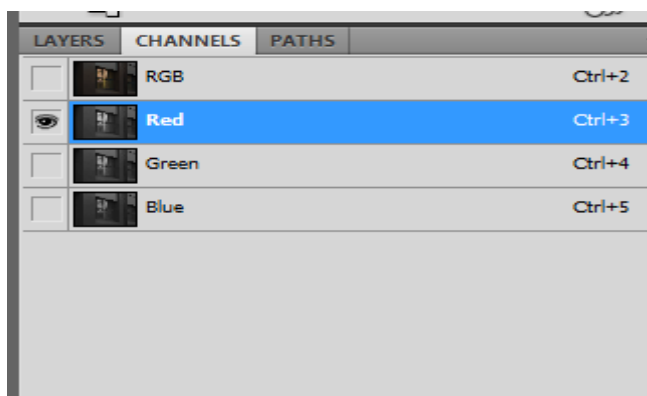 LAYERS CHANNELS PATHS
RGB Ctrl+2
Red Ctrl+3
Green Ctrl+4
Blue Ctrl+5